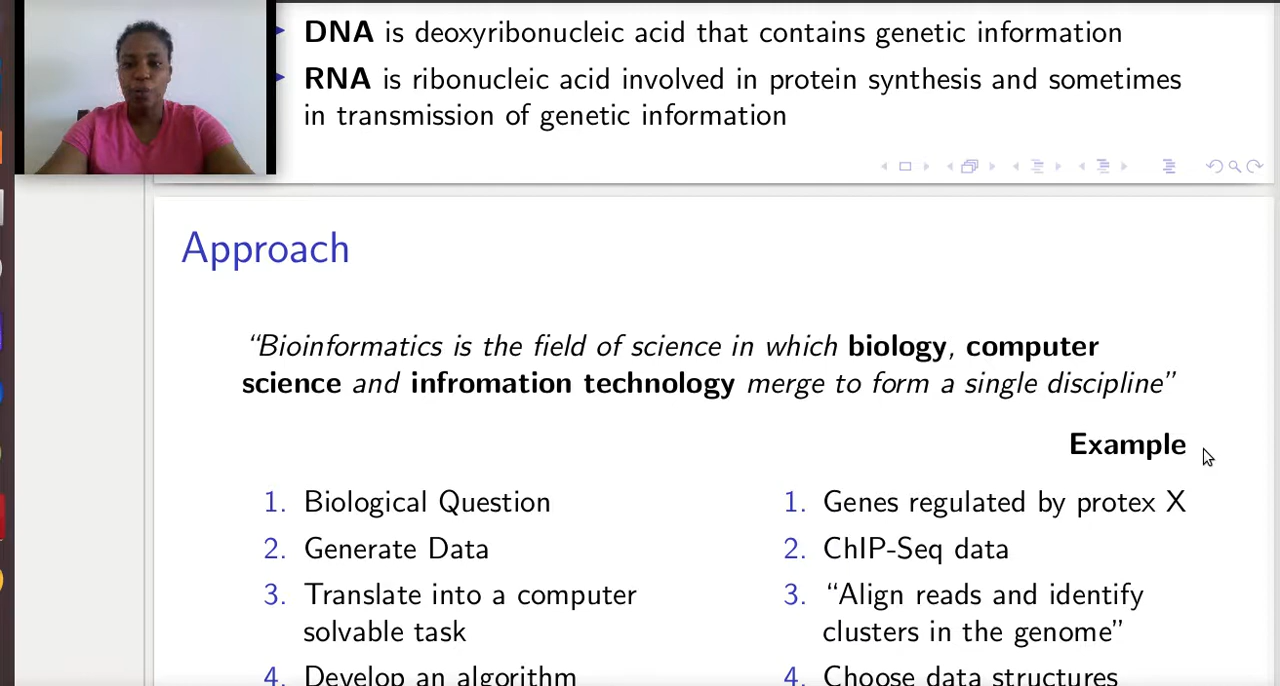 DNA is deoxyribonucleic acid that contains genetic information
RNA is ribonucleic acid involved in protein synthesis and sometimes
in transmission of genetic information
Approach
“Bioinformatics is the field of science in which biology, computer
science and infromation technology merge to form a single discipline”
Example
1. Biological Question
2. Generate Data
3. Translate into a computer
solvable task
4. Develop an algorithm
1. Genes regulated by protex X
2. ChIP-Seq data
3. “Align reads and identify
clusters in the genome”
4. Choose data structures